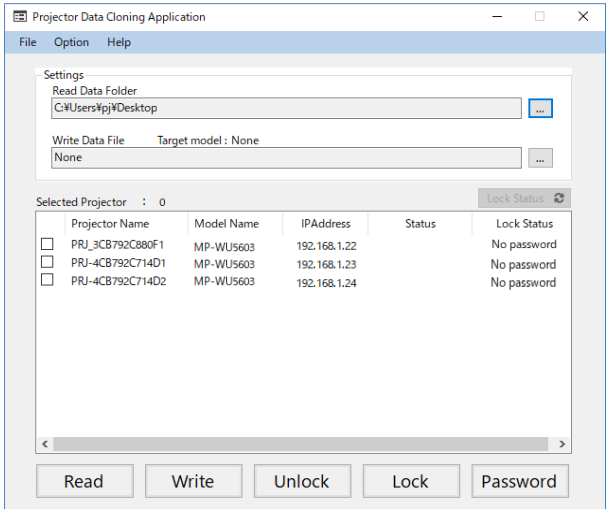 Projector Data Cloning Application
File Option Help
Settings
Read Data Folder
C:¥Users¥pj¥Desktop ...
Write Data File Target model : None
None ...
Selected Projector : 0 Lock Status
Projector Name Model Name IPAddress Status Lock Status
PRJ_3CB792C880F1 MP-WU5603 192.168.1.22 No password
PRJ-4CB792C714D1 MP-WU5603 192.168.1.23 No password
PRJ-4CB792C714D2 MP-WU5603 192.168.1.24 No password
Read Write Unlock Lock Password